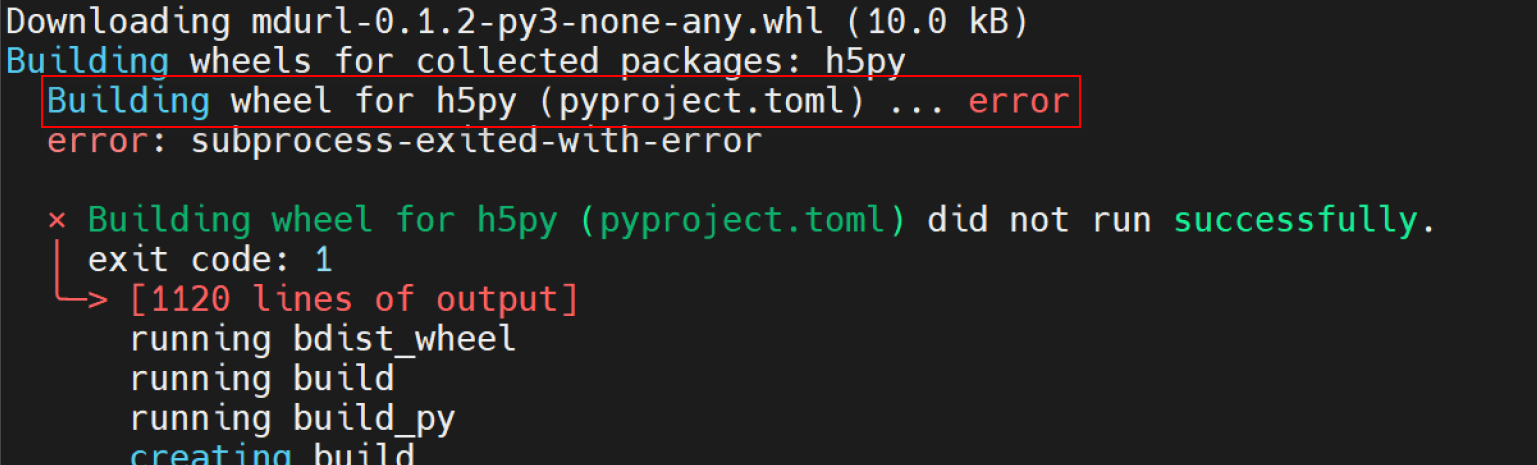 Downloading mdurl-0.1.2-py3-none-any.whl (10.0 kB)
Building wheels for collected packages: h5py
Building wheel for h5py (pyproject.toml) ... error
error: subprocess-exited-with-error
× Building wheel for h5py (pyproject.toml) did not run successfully.
│ exit code: 1
╰─> [1120 lines of output]
running bdist_wheel
running build
running build_py
creating build